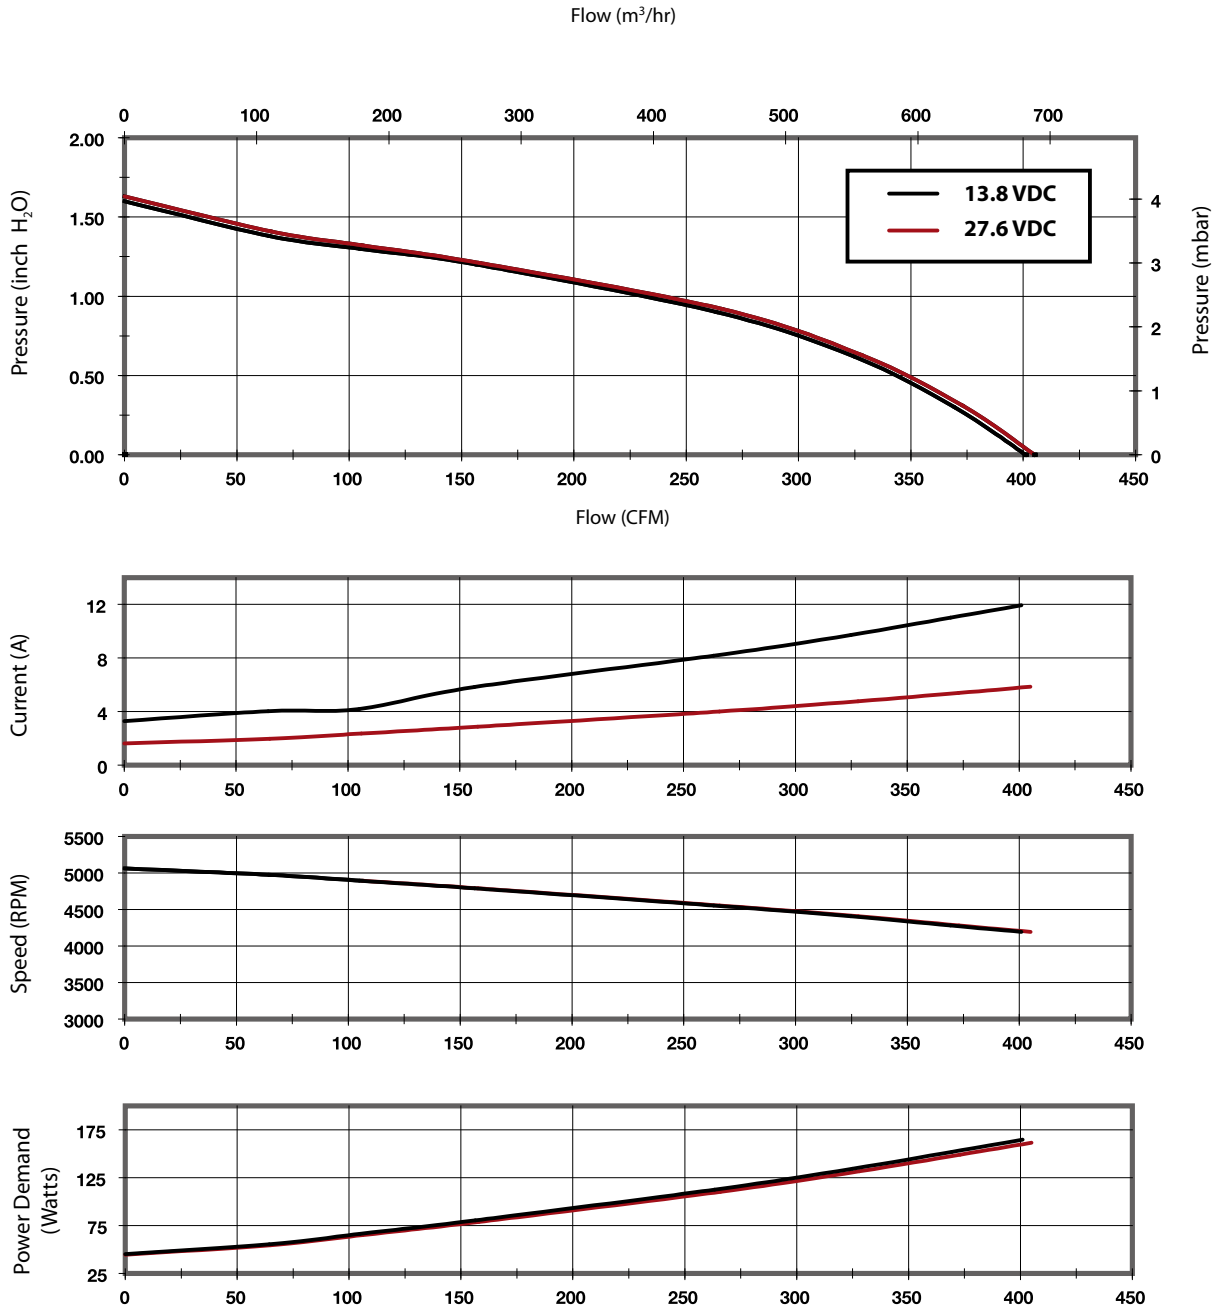 Flow (m³/hr)
0 100 200 300 400 500 600 700
2.00
1.50
1.00
0.50
0.00
Pressure (inch H₂O)
13.8 VDC
27.6 VDC
4
3
2
1
0
Pressure (mbar)
0 50 100 150 200 250 300 350 400 450
Flow (CFM)
Current (A)
12
8
4
0
0 50 100 150 200 250 300 350 400 450
Speed (RPM)
5500
5000
4500
4000
3500
3000
0 50 100 150 200 250 300 350 400 450
Power Demand
(Watts)
175
125
75
25
0 50 100 150 200 250 300 350 400 450